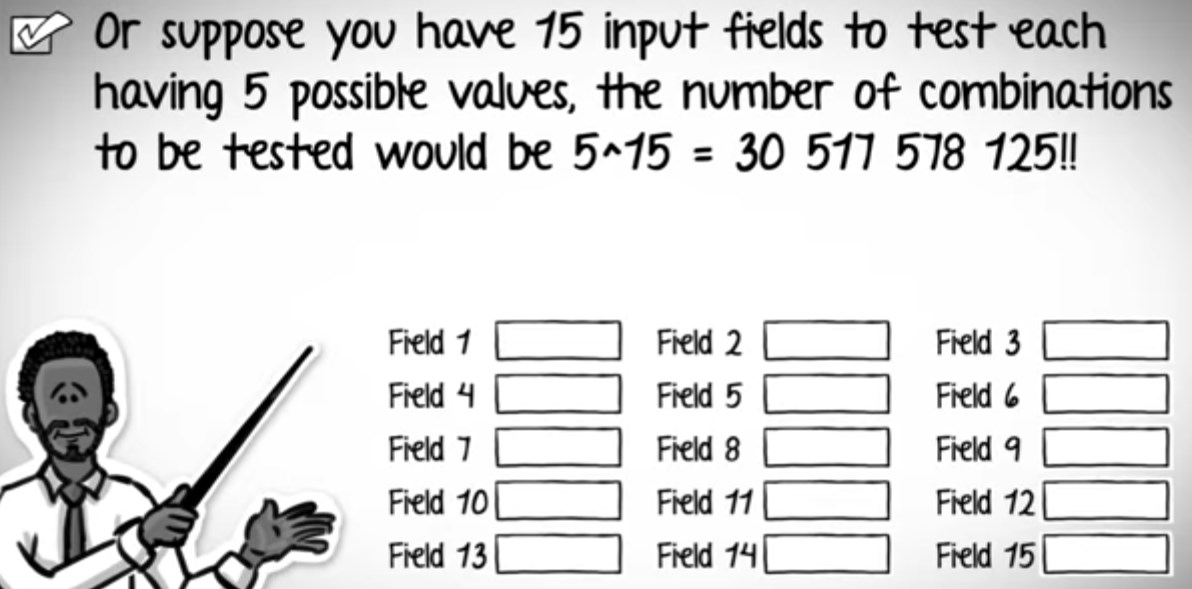 Or suppose you have 15 input fields to test each
having 5 possible values, the number of combinations
to be tested would be 5^15 = 30 517 578 125!!
Field 1 Field 2 Field 3
Field 4 Field 5 Field 6
Field 7 Field 8 Field 9
Field 10 Field 11 Field 12
Field 13 Field 14 Field 15